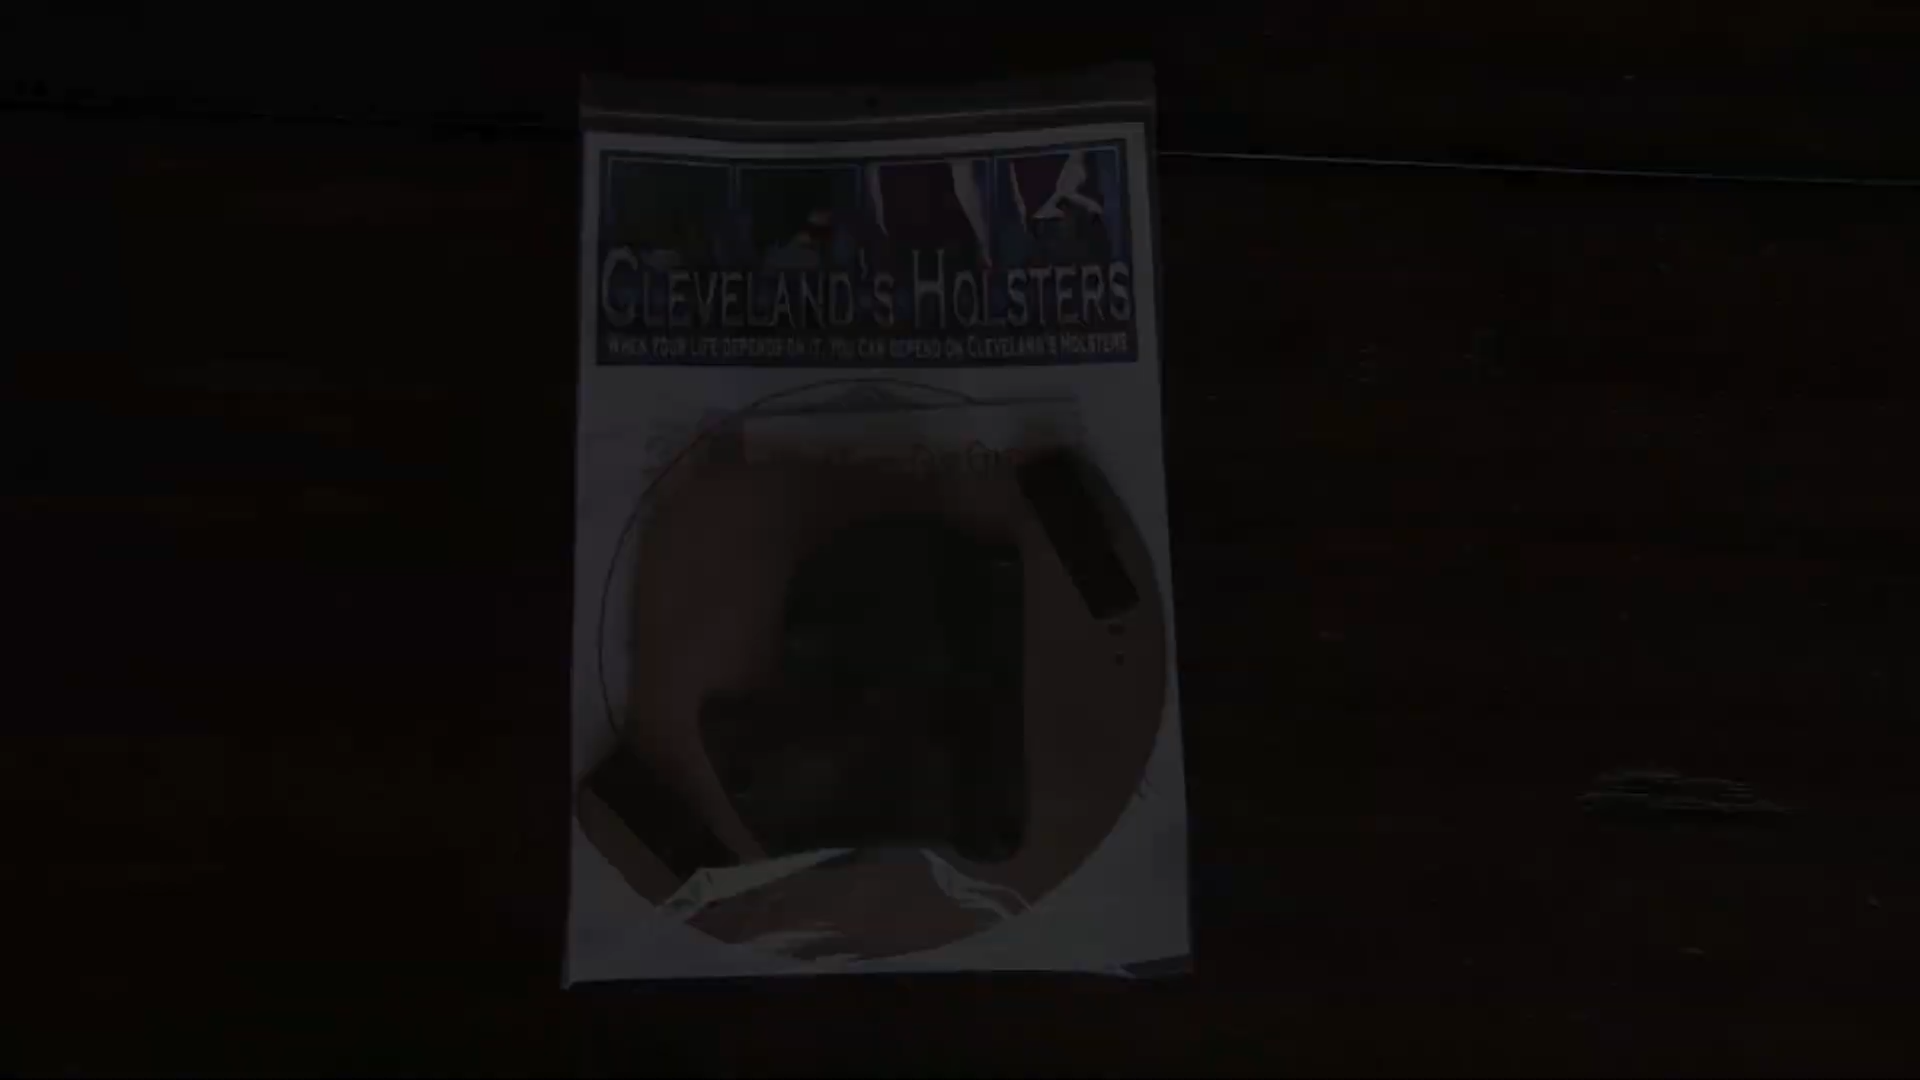 CLEVELAND'S HOLSTERS
WHEN YOUR LIFE DEPENDS ON IT, YOU CAN DEPEND ON CLEVELAND'S HOLSTERS